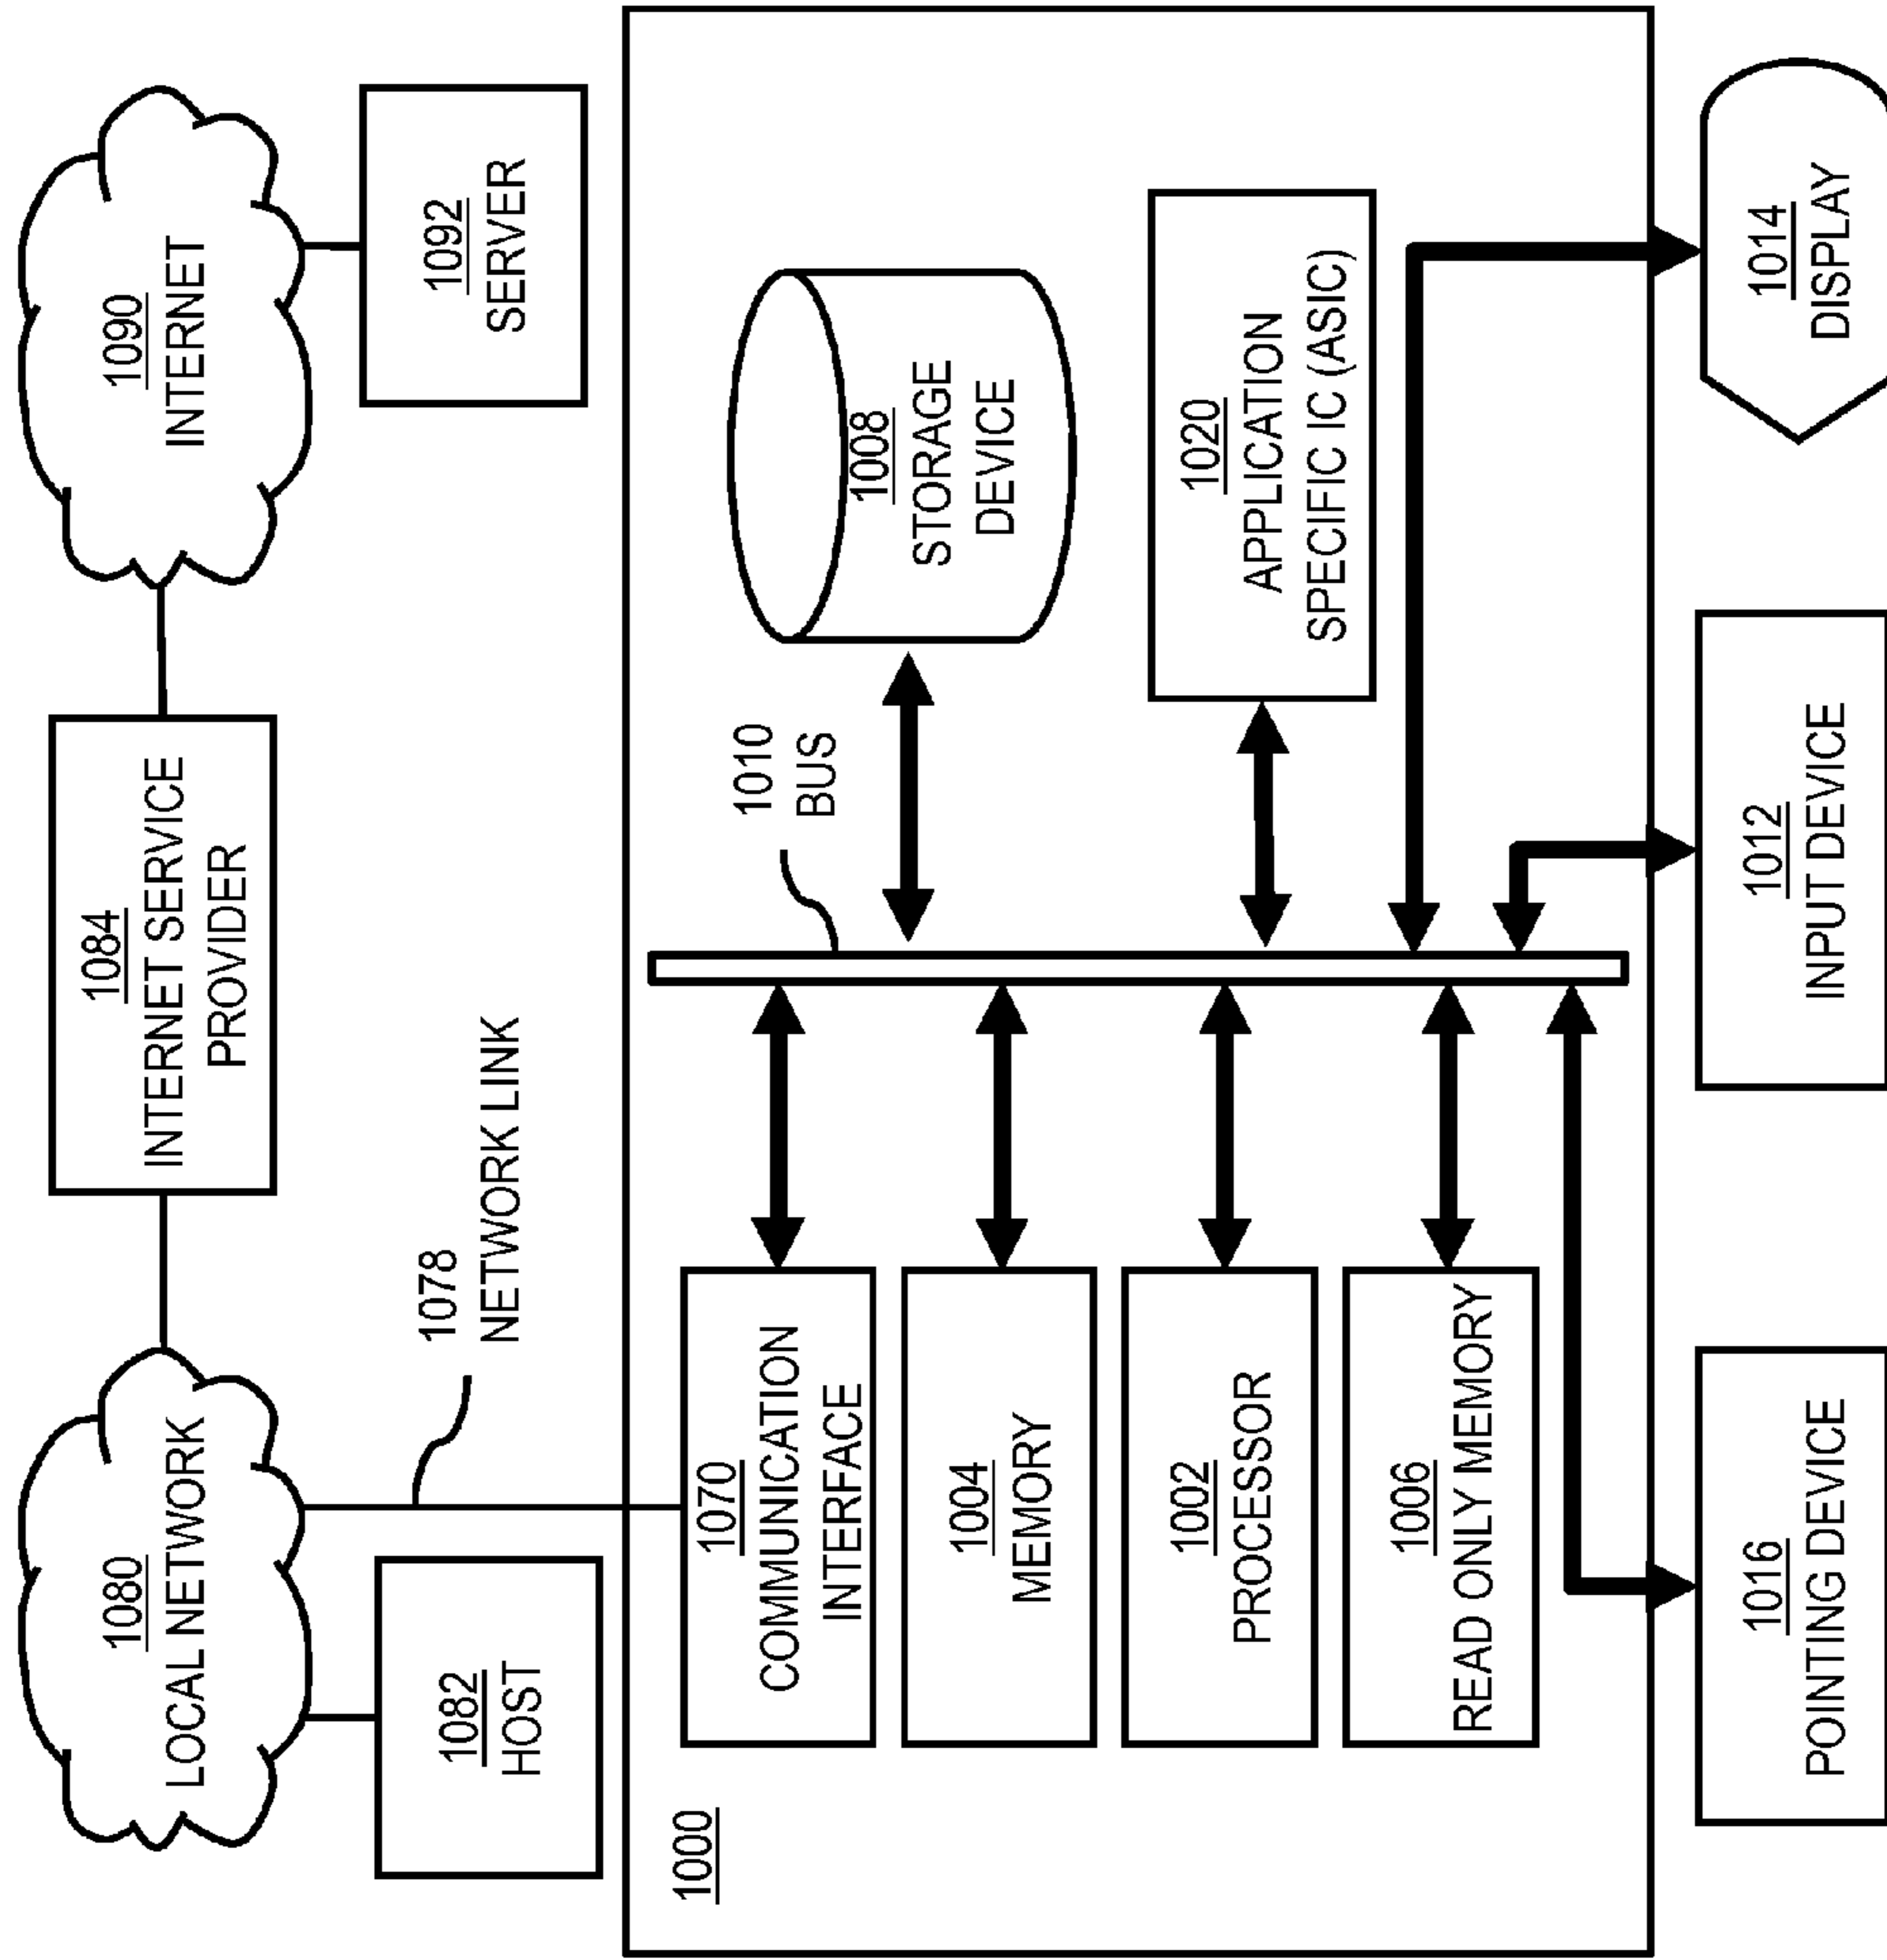 1080
LOCAL NETWORK
1084
INTERNET SERVICE
PROVIDER
1090
INTERNET
1082
HOST
1078
NETWORK LINK
1092
SERVER
1000
1070
COMMUNICATION
INTERFACE
1010
BUS
1008
STORAGE
DEVICE
1004
MEMORY
1002
PROCESSOR
1020
APPLICATION
SPECIFIC IC (ASIC)
1006
READ ONLY MEMORY
1016
POINTING DEVICE
1012
INPUT DEVICE
1014
DISPLAY